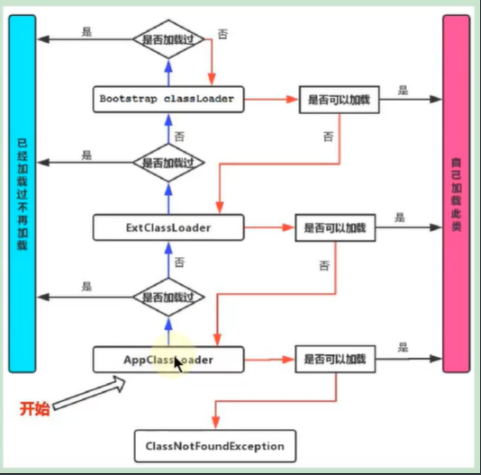 是
是否加载过
否
Bootstrap classLoader
是否可以加载
是
否
否
是
是否加载过
已经加载过不再加载
自己加载此类
ExtClassLoader
是否可以加载
是
否
否
是
是否加载过
AppClassLoader
是否可以加载
是
开始
ClassNotFoundException